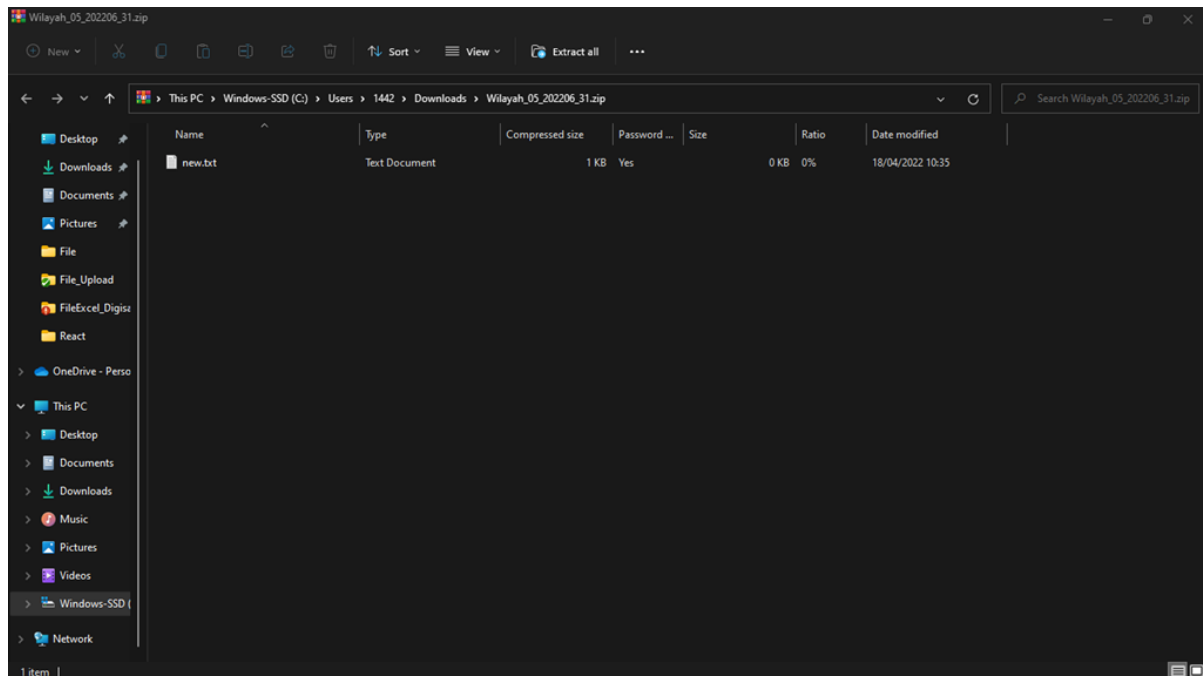 Wilayah_05_202206_31.zip
New Sort View Extract all ...
This PC > Windows-SSD (C:) > Users > 1442 > Downloads > Wilayah_05_202206_31.zip Search Wilayah_05_202206_31.zip
Name Type Compressed size Password ... Size Ratio Date modified
new.txt Text Document 1 KB Yes 0 KB 0% 18/04/2022 10:35
Desktop
Downloads
Documents
Pictures
File
File_Upload
FileExcel_Digisa
React
OneDrive - Perso
This PC
Desktop
Documents
Downloads
Music
Pictures
Videos
Windows-SSD (
Network
1 item